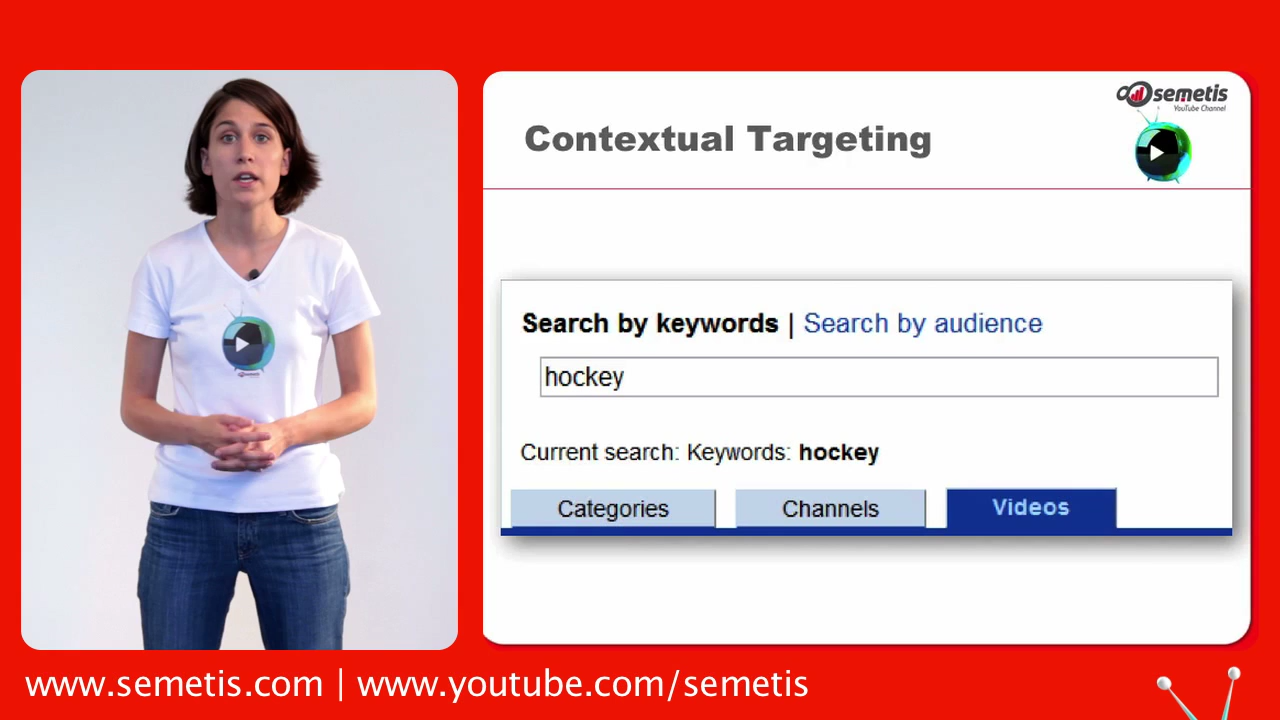 semetis
YouTube Channel
Contextual Targeting
Search by keywords | Search by audience
hockey
Current search: Keywords: hockey
Categories Channels Videos
semetis
www.semetis.com | www.youtube.com/semetis